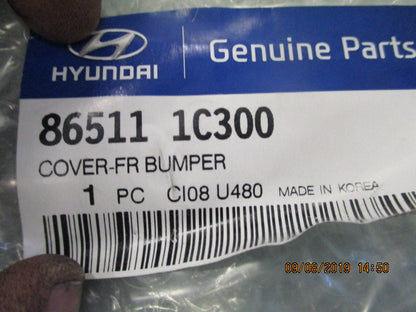 HYUNDAI
Genuine Parts
86511 1C300
COVER-FR BUMPER
1 PC CI08 U480 MADE IN KOREA
09/08/2019 14:50